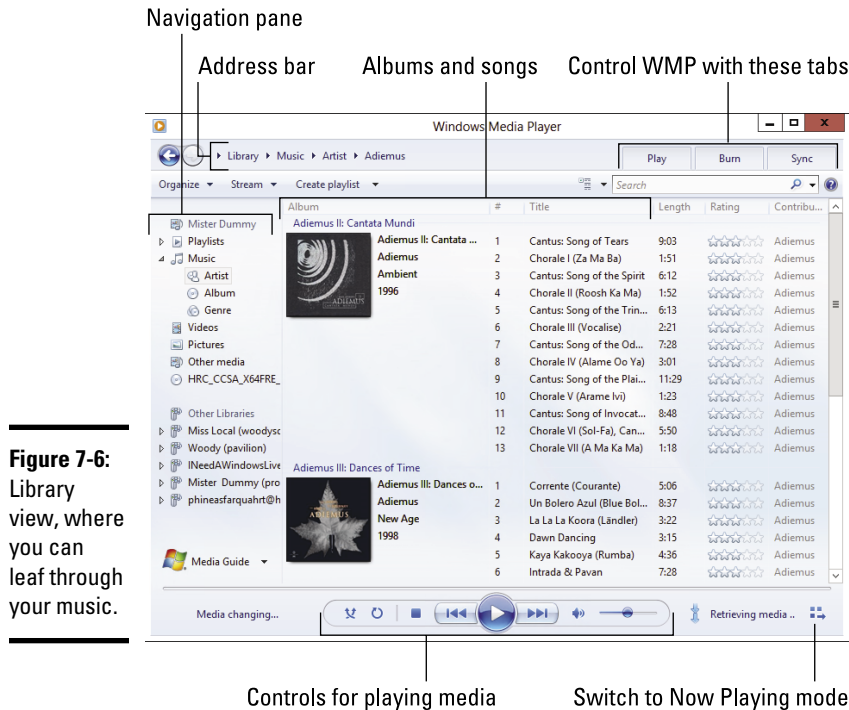 Navigation pane
Address bar
Albums and songs
Control WMP with these tabs
Windows Media Player
Library Music Artist Adiemus
Play Burn Sync
Organize Stream Create playlist
Search
Album # Title Length Rating Contribu...
Mister Dummy
Playlists
Music
Artist
Album
Genre
Videos
Pictures
Other media
HRC_CCSA_X64FRE_
Other Libraries
Miss Local (woodysc
Woody (pavilion)
INeedAWindowsLive
Mister Dummy (pro
phineasfarquahrt@h
Media Guide
Adiemus II: Cantata Mundi
Adiemus II: Cantata ...
Adiemus
Ambient
1996
ADIEMUS
1 Cantus: Song of Tears 9:03 Adiemus
2 Chorale I (Za Ma Ba) 1:51 Adiemus
3 Cantus: Song of the Spirit 6:12 Adiemus
4 Chorale II (Roosh Ka Ma) 1:52 Adiemus
5 Cantus: Song of the Trin... 6:13 Adiemus
6 Chorale III (Vocalise) 2:21 Adiemus
7 Cantus: Song of the Od... 7:28 Adiemus
8 Chorale IV (Alame Oo Ya) 3:01 Adiemus
9 Cantus: Song of the Plai... 11:29 Adiemus
10 Chorale V (Arame Ivi) 1:23 Adiemus
11 Cantus: Song of Invocat... 8:48 Adiemus
12 Chorale VI (Sol-Fa), Can... 5:50 Adiemus
13 Chorale VII (A Ma Ka Ma) 1:18 Adiemus
Adiemus III: Dances of Time
Adiemus III: Dances o...
Adiemus
New Age
1998
ADIEMUS
1 Corrente (Courante) 5:06 Adiemus
2 Un Bolero Azul (Blue Bol... 8:37 Adiemus
3 La La La Koora (Ländler) 3:22 Adiemus
4 Dawn Dancing 3:15 Adiemus
5 Kaya Kakooya (Rumba) 4:36 Adiemus
6 Intrada & Pavan 7:28 Adiemus
Media changing...
Retrieving media ..
Controls for playing media
Switch to Now Playing mode
Figure 7-6:
Library
view, where
you can
leaf through
your music.